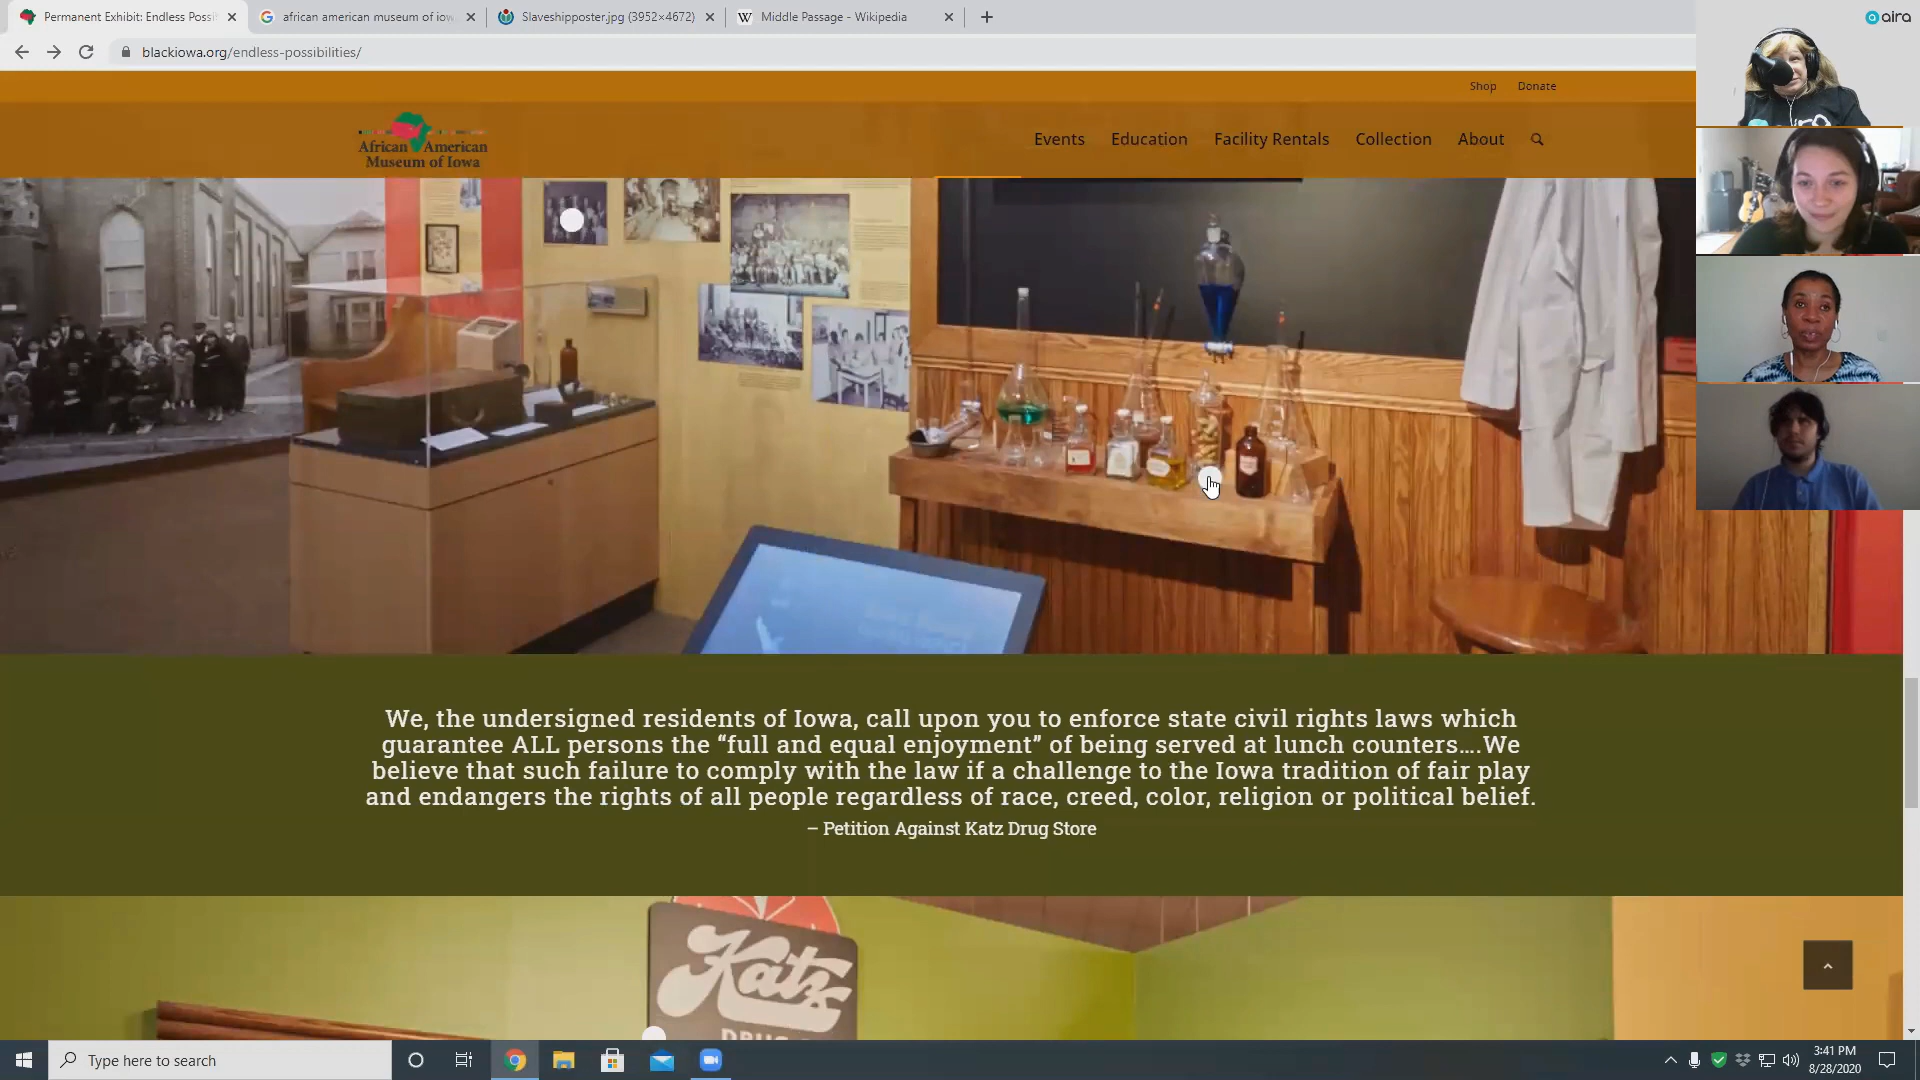 Permanent Exhibit: Endless Possi
african american museum of iow
Slaveshipposter.jpg (3952×4672)
Middle Passage - Wikipedia
blackiowa.org/endless-possibilities/
aira
Shop
Donate
African American
Museum of Iowa
Events
Education
Facility Rentals
Collection
About
We, the undersigned residents of Iowa, call upon you to enforce state civil rights laws which
guarantee ALL persons the “full and equal enjoyment” of being served at lunch counters....We
believe that such failure to comply with the law if a challenge to the Iowa tradition of fair play
and endangers the rights of all people regardless of race, creed, color, religion or political belief.
– Petition Against Katz Drug Store
Katz
Type here to search
3:41 PM
8/28/2020